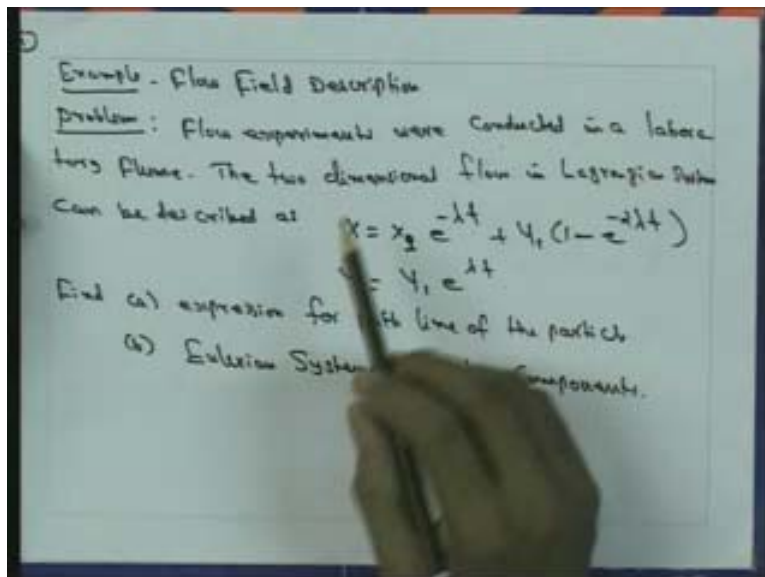 Example - Flow Field Description
Problem: Flow experiments were conducted in a labora
tory flume. The two dimensional flow in Lagrangian System
can be described as X = x₁ e^{-λt} + y₁ (1 - e^{-2λt})
= y₁ e^{λt}
Find (a) expression for line of the particle
(b) Eulerian System Components.